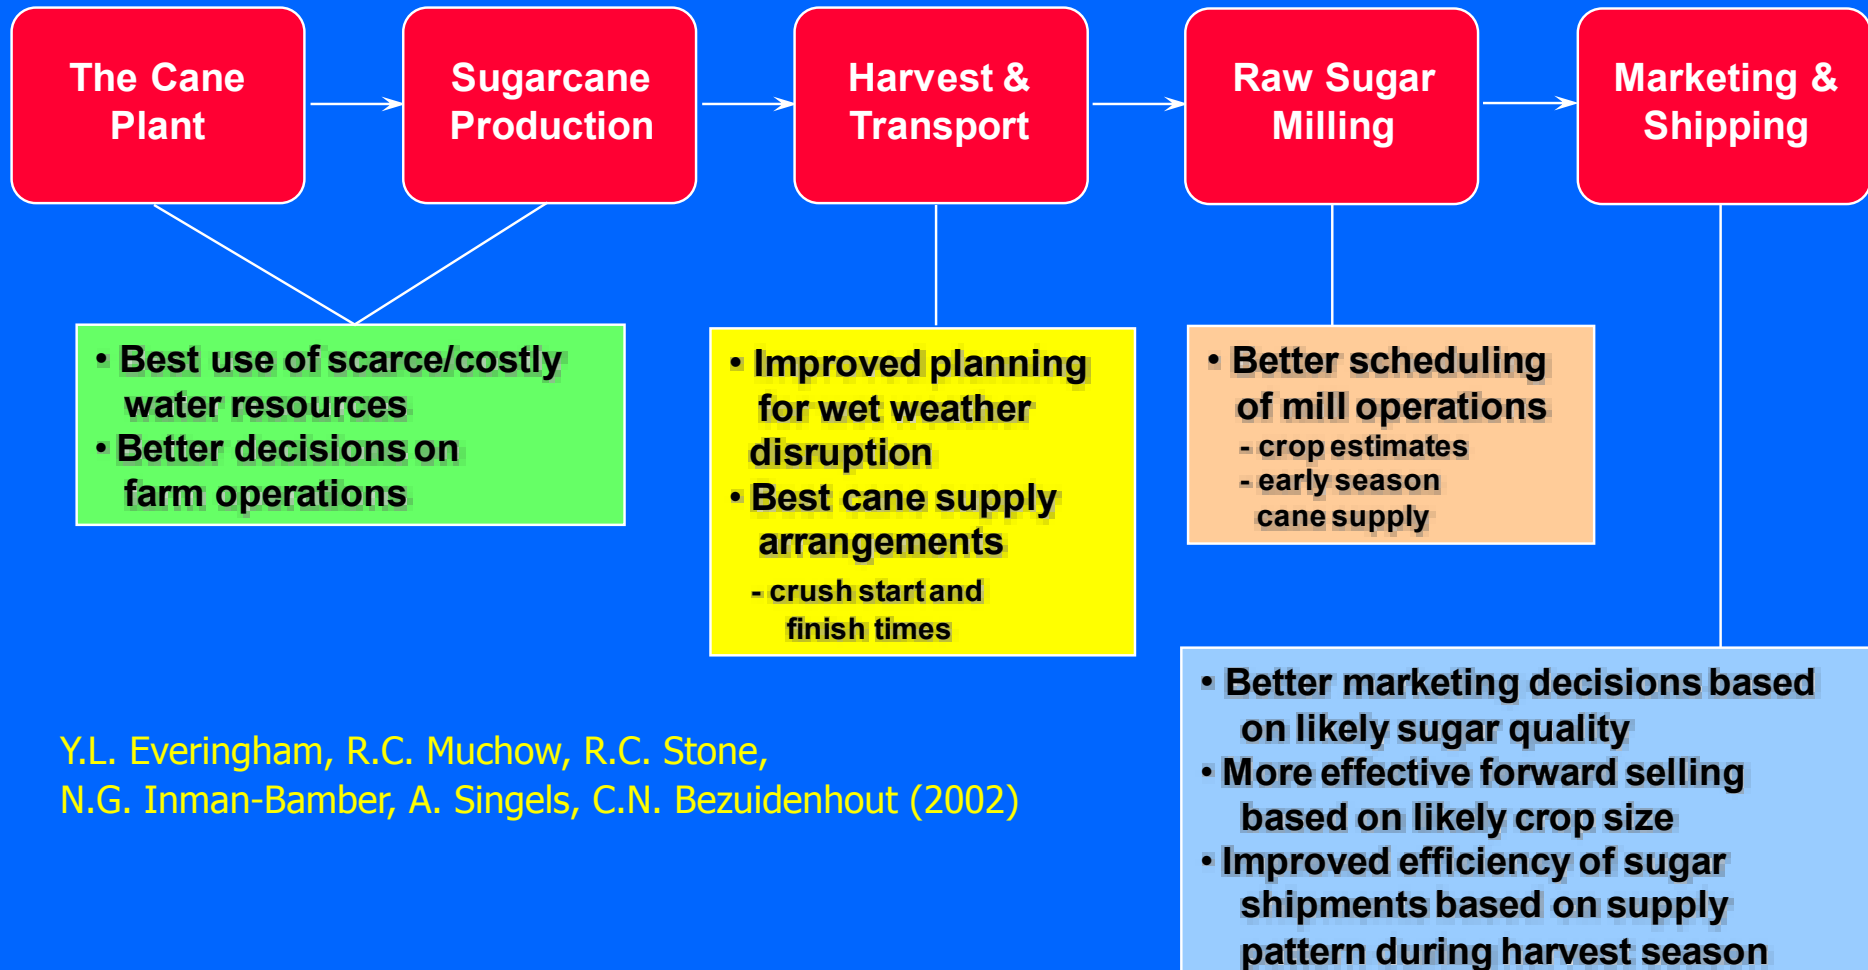 The Cane
Plant
Sugarcane
Production
Harvest &
Transport
Raw Sugar
Milling
Marketing &
Shipping
• Best use of scarce/costly
water resources
• Better decisions on
farm operations
• Improved planning
for wet weather
disruption
• Best cane supply
arrangements
- crush start and
finish times
• Better scheduling
of mill operations
- crop estimates
- early season
cane supply
• Better marketing decisions based
on likely sugar quality
• More effective forward selling
based on likely crop size
• Improved efficiency of sugar
shipments based on supply
pattern during harvest season
Y.L. Everingham, R.C. Muchow, R.C. Stone,
N.G. Inman-Bamber, A. Singels, C.N. Bezuidenhout (2002)